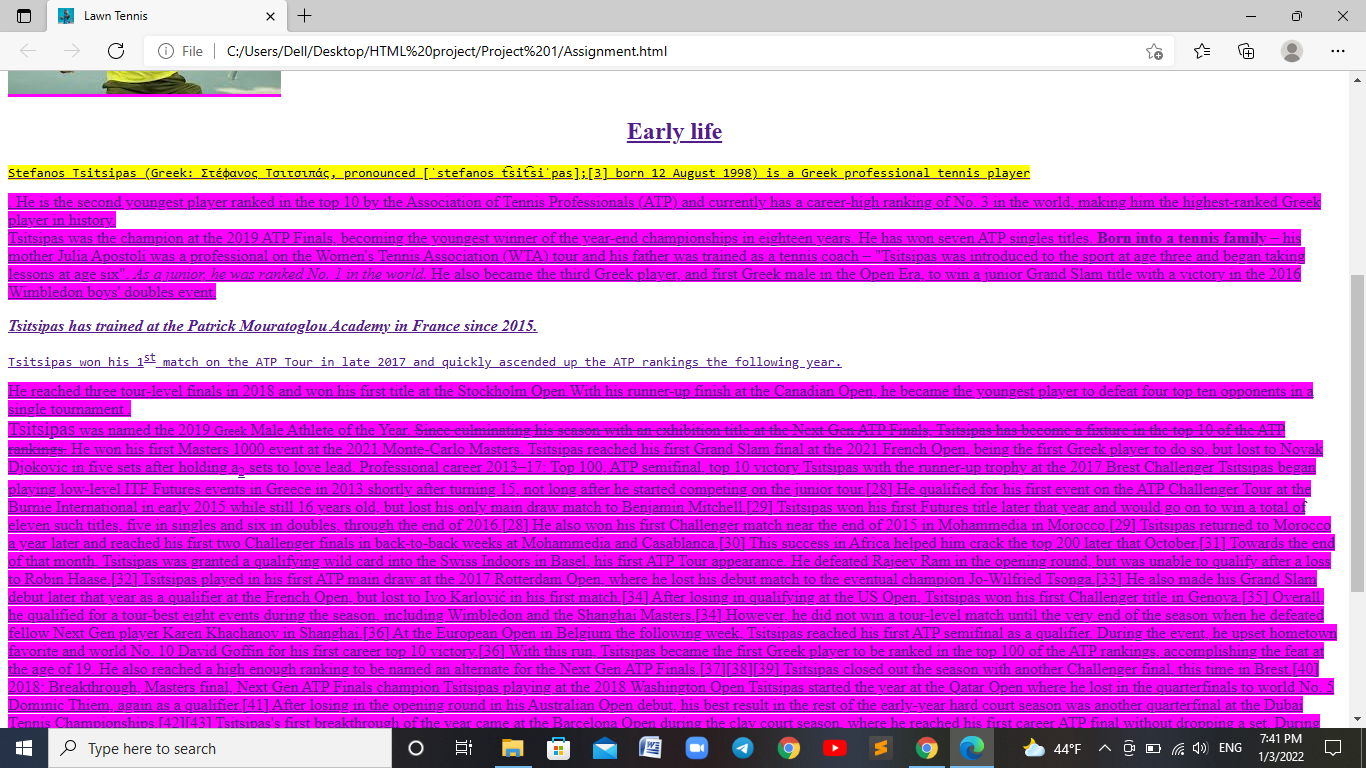 Lawn Tennis
File
C:/Users/Dell/Desktop/HTML%20project/Project%201/Assignment.html
Early life
Stefanos Tsitsipas (Greek: Στέφανος Τσιτσιπάς, pronounced [ˈstefanos t͡sit͡siˈpas];[3] born 12 August 1998) is a Greek professional tennis player
He is the second youngest player ranked in the top 10 by the Association of Tennis Professionals (ATP) and currently has a career-high ranking of No. 3 in the world, making him the highest-ranked Greek
player in history.
Tsitsipas was the champion at the 2019 ATP Finals, becoming the youngest winner of the year-end championships in eighteen years. He has won seven ATP singles titles. Born into a tennis family – his
mother Julia Apostoli was a professional on the Women's Tennis Association (WTA) tour and his father was trained as a tennis coach – "Tsitsipas was introduced to the sport at age three and began taking
lessons at age six". As a junior, he was ranked No. 1 in the world. He also became the third Greek player, and first Greek male in the Open Era, to win a junior Grand Slam title with a victory in the 2016
Wimbledon boys' doubles event.
Tsitsipas has trained at the Patrick Mouratoglou Academy in France since 2015.
Tsitsipas won his 1st match on the ATP Tour in late 2017 and quickly ascended up the ATP rankings the following year.
He reached three tour-level finals in 2018 and won his first title at the Stockholm Open.With his runner-up finish at the Canadian Open, he became the youngest player to defeat four top ten opponents in a
single tournament.
Tsitsipas was named the 2019 Greek Male Athlete of the Year. Since culminating his season with an exhibition title at the Next Gen ATP Finals, Tsitsipas has become a fixture in the top 10 of the ATP
rankings. He won his first Masters 1000 event at the 2021 Monte-Carlo Masters. Tsitsipas reached his first Grand Slam final at the 2021 French Open, being the first Greek player to do so, but lost to Novak
Djokovic in five sets after holding a2 sets to love lead. Professional career 2013–17: Top 100, ATP semifinal, top 10 victory Tsitsipas with the runner-up trophy at the 2017 Brest Challenger Tsitsipas began
playing low-level ITF Futures events in Greece in 2013 shortly after turning 15, not long after he started competing on the junior tour.[28] He qualified for his first event on the ATP Challenger Tour at the
Burnie International in early 2015 while still 16 years old, but lost his only main draw match to Benjamin Mitchell.[29] Tsitsipas won his first Futures title later that year and would go on to win a total of
eleven such titles, five in singles and six in doubles, through the end of 2016.[28] He also won his first Challenger match near the end of 2015 in Mohammedia in Morocco.[29] Tsitsipas returned to Morocco
a year later and reached his first two Challenger finals in back-to-back weeks at Mohammedia and Casablanca.[30] This success in Africa helped him crack the top 200 later that October.[31] Towards the end
of that month, Tsitsipas was granted a qualifying wild card into the Swiss Indoors in Basel, his first ATP Tour appearance. He defeated Rajeev Ram in the opening round, but was unable to qualify after a loss
to Robin Haase.[32] Tsitsipas played in his first ATP main draw at the 2017 Rotterdam Open, where he lost his debut match to the eventual champion Jo-Wilfried Tsonga.[33] He also made his Grand Slam
debut later that year as a qualifier at the French Open, but lost to Ivo Karlović in his first match.[34] After losing in qualifying at the US Open, Tsitsipas won his first Challenger title in Genova.[35] Overall,
he qualified for a tour-best eight events during the season, including Wimbledon and the Shanghai Masters.[34] However, he did not win a tour-level match until the very end of the season when he defeated
fellow Next Gen player Karen Khachanov in Shanghai.[36] At the European Open in Belgium the following week, Tsitsipas reached his first ATP semifinal as a qualifier. During the event, he upset hometown
favorite and world No. 10 David Goffin for his first career top 10 victory.[36] With this run, Tsitsipas became the first Greek player to be ranked in the top 100 of the ATP rankings, accomplishing the feat at
the age of 19. He also reached a high enough ranking to be named an alternate for the Next Gen ATP Finals.[37][38][39] Tsitsipas closed out the season with another Challenger final, this time in Brest.[40]
2018: Breakthrough, Masters final, Next Gen ATP Finals champion Tsitsipas playing at the 2018 Washington Open Tsitsipas started the year at the Qatar Open where he lost in the quarterfinals to world No. 5
Dominic Thiem, again as a qualifier.[41] After losing in the opening round in his Australian Open debut, his best result in the rest of the early-year hard court season was another quarterfinal at the Dubai
Tennis Championships.[42][43] Tsitsipas's first breakthrough of the year came at the Barcelona Open during the clay court season, where he reached his first career ATP final without dropping a set. During
Type here to search
44°F
ENG
7:41 PM
1/3/2022